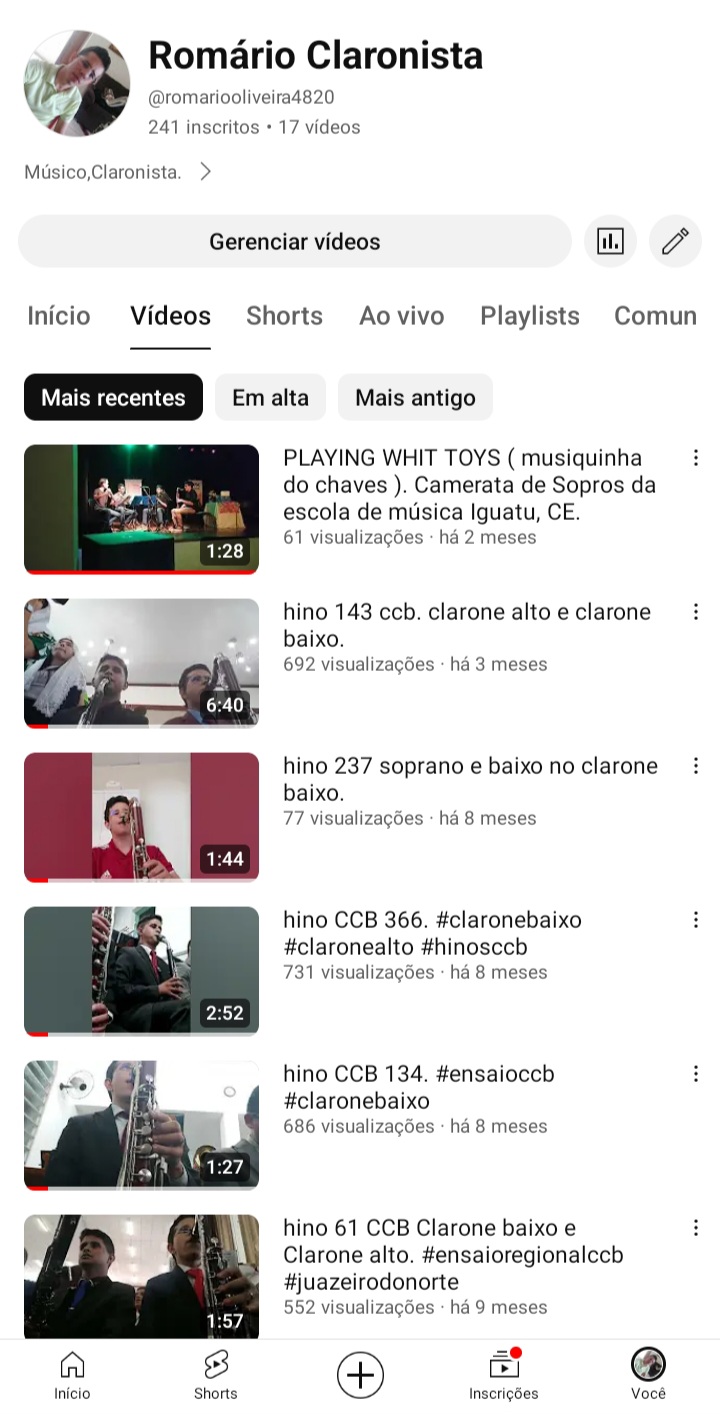 Romário Claronista
@romariooliveira4820
241 inscritos • 17 vídeos
Músico,Claronista.
Gerenciar vídeos
Início
Vídeos
Shorts
Ao vivo
Playlists
Comun
Mais recentes
Em alta
Mais antigo
PLAYING WHIT TOYS ( musiquinha
do chaves ). Camerata de Sopros da
escola de música Iguatu, CE.
61 visualizações · há 2 meses
1:28
hino 143 ccb. clarone alto e clarone
baixo.
692 visualizações · há 3 meses
6:40
hino 237 soprano e baixo no clarone
baixo.
77 visualizações · há 8 meses
1:44
hino CCB 366. #claronebaixo
#claronealto #hinosccb
731 visualizações · há 8 meses
2:52
hino CCB 134. #ensaioccb
#claronebaixo
686 visualizações · há 8 meses
1:27
hino 61 CCB Clarone baixo e
Clarone alto. #ensaioregionalccb
#juazeirodonorte
552 visualizações · há 9 meses
1:57
Início
Shorts
Inscrições
Você